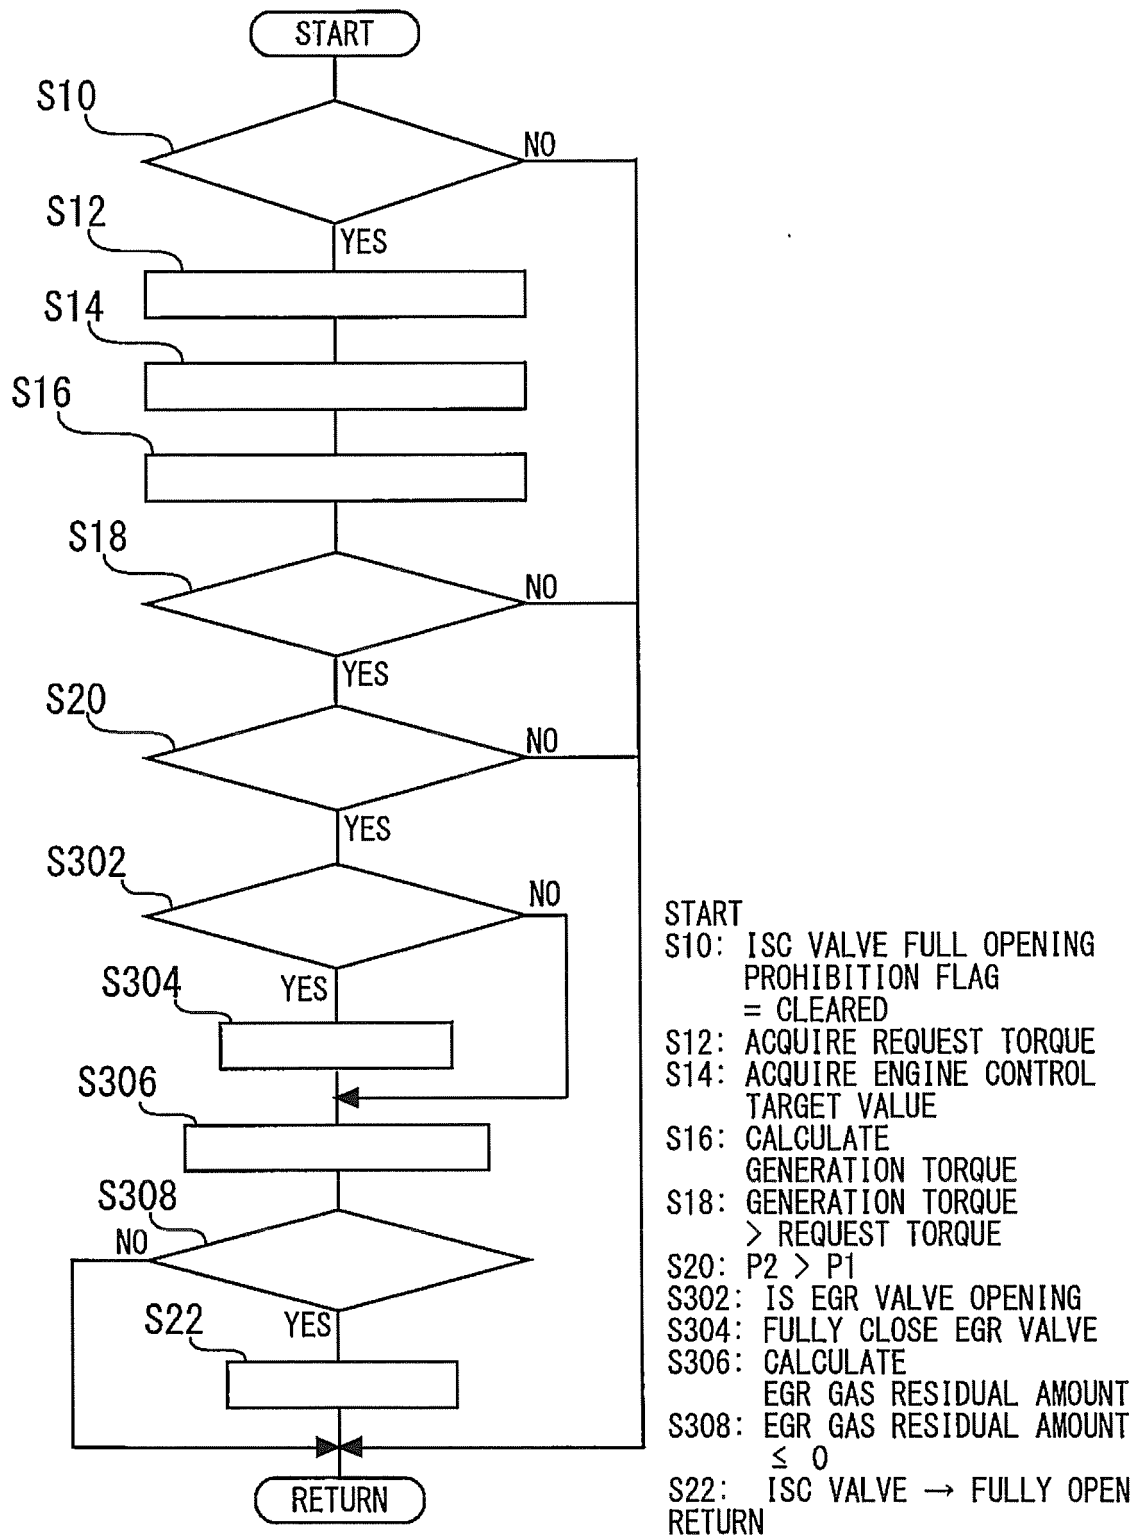 START
S10
NO
YES
S12
S14
S16
S18
NO
YES
S20
NO
YES
S302
NO
YES
S304
S306
S308
NO
YES
S22
RETURN
START
S10: ISC VALVE FULL OPENING
PROHIBITION FLAG
= CLEARED
S12: ACQUIRE REQUEST TORQUE
S14: ACQUIRE ENGINE CONTROL
TARGET VALUE
S16: CALCULATE
GENERATION TORQUE
S18: GENERATION TORQUE
> REQUEST TORQUE
S20: P2 > P1
S302: IS EGR VALVE OPENING
S304: FULLY CLOSE EGR VALVE
S306: CALCULATE
EGR GAS RESIDUAL AMOUNT
S308: EGR GAS RESIDUAL AMOUNT
≤ 0
S22: ISC VALVE → FULLY OPEN
RETURN